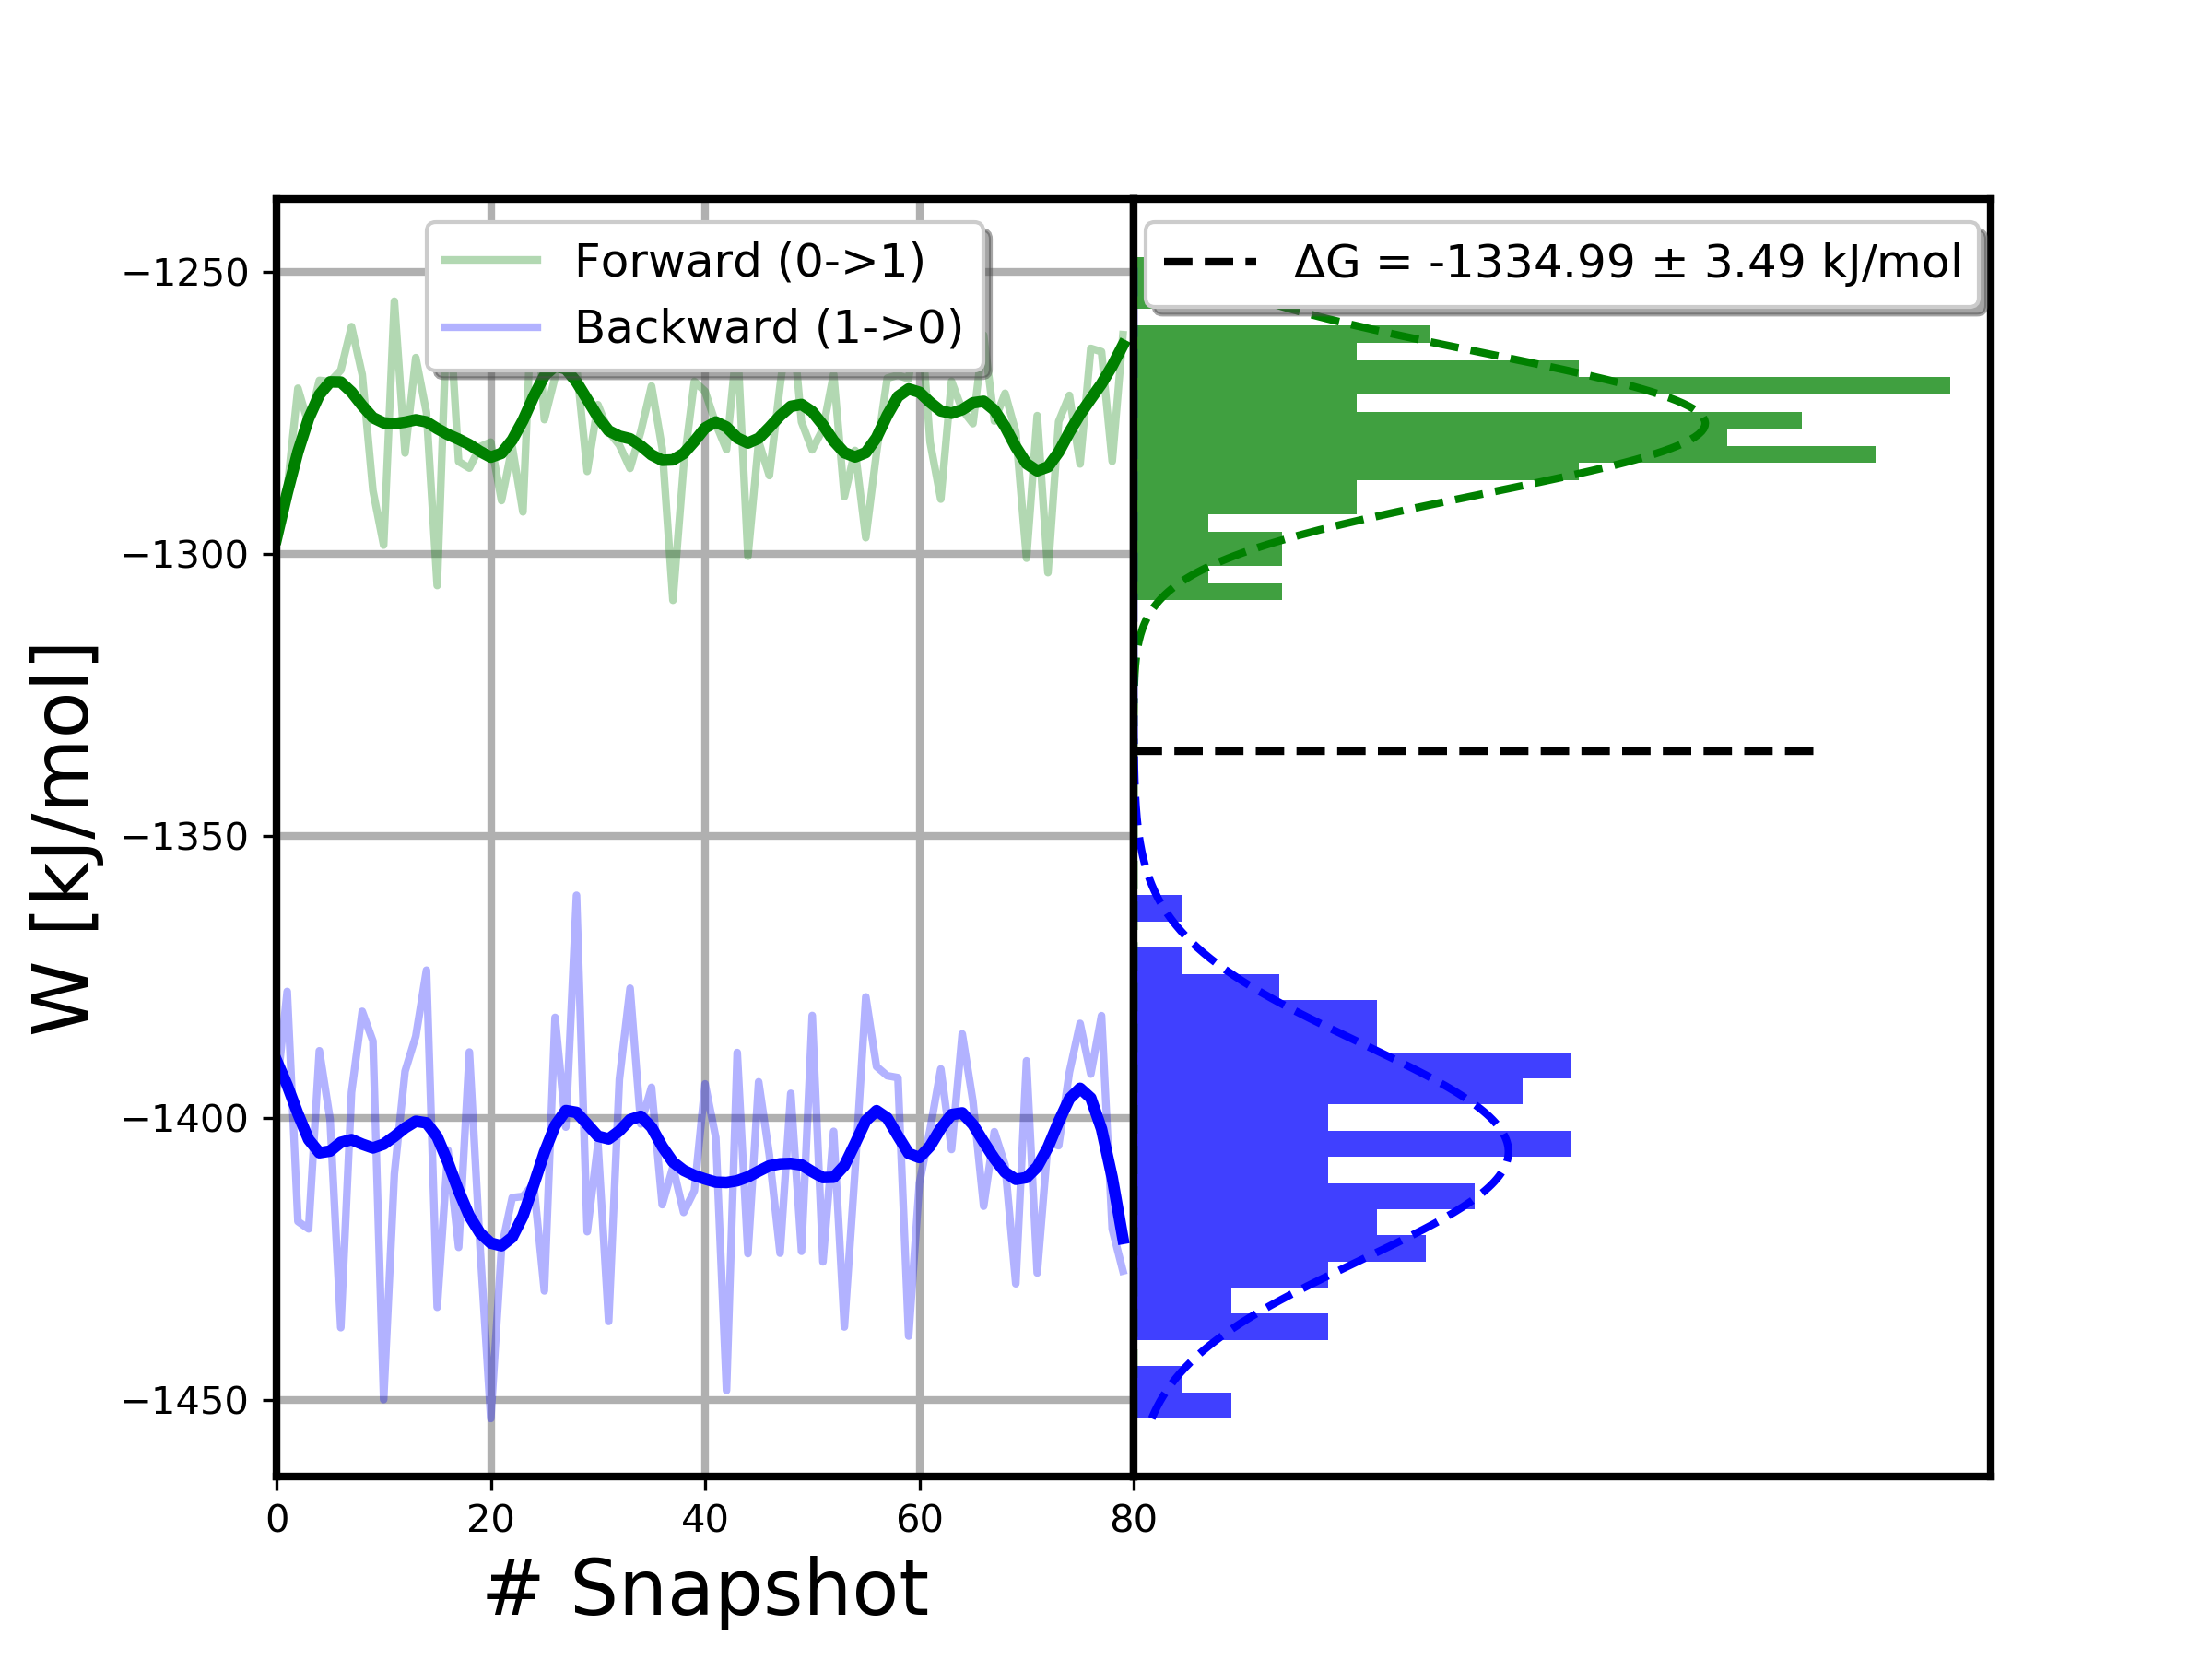 Forward (0->1)
Backward (1->0)
ΔG = -1334.99 ± 3.49 kJ/mol
W [kJ/mol]
−1250
−1300
−1350
−1400
−1450
0 20 40 60 80
# Snapshot